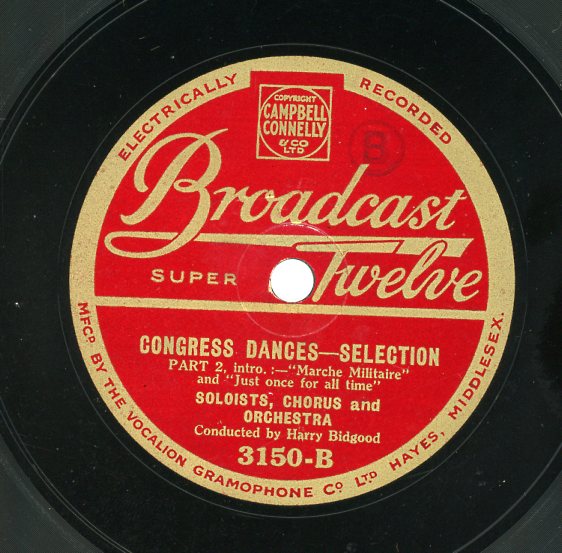 ELECTRICALLY RECORDED
COPYRIGHT
CAMPBELL
CONNELLY
& CO
LTD
B
Broadcast
SUPER Twelve
CONGRESS DANCES—SELECTION
PART 2, intro. :—"Marche Militaire"
and "Just once for all time"
SOLOISTS, CHORUS and
ORCHESTRA
Conducted by Harry Bidgood
3150-B
MFCD. BY THE VOCALION GRAMOPHONE CO LTD HAYES, MIDDLESEX.